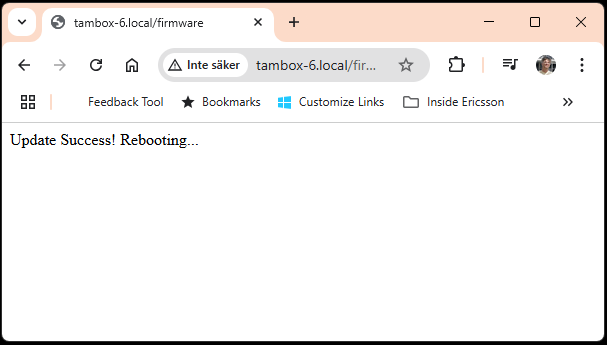 tambox-6.local/firmware
Inte säker tambox-6.local/fir...
Feedback Tool Bookmarks Customize Links Inside Ericsson
Update Success! Rebooting...